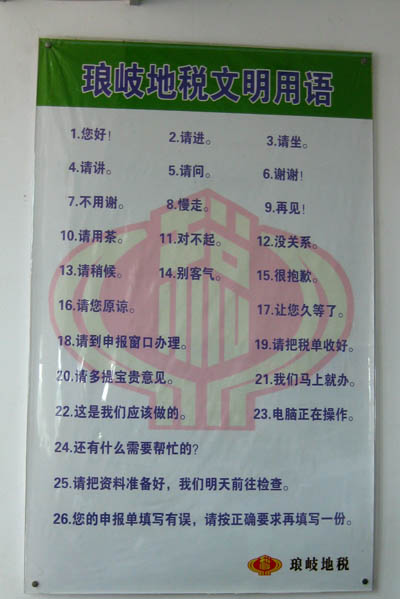 琅岐地税文明用语
1.您好! 2.请进。 3.请坐。
4.请讲。 5.请问。 6.谢谢!
7.不用谢。 8.慢走。 9.再见!
10.请用茶。 11.对不起。 12.没关系。
13.请稍候。 14.别客气。 15.很抱歉。
16.请您原谅。 17.让您久等了。
18.请到申报窗口办理。 19.请把税单收好。
20.请多提宝贵意见。 21.我们马上就办。
22.这是我们应该做的。 23.电脑正在操作。
24.还有什么需要帮忙的?
25.请把资料准备好，我们明天前往检查。
26.您的申报单填写有误，请按正确要求再填写一份。
琅岐地税